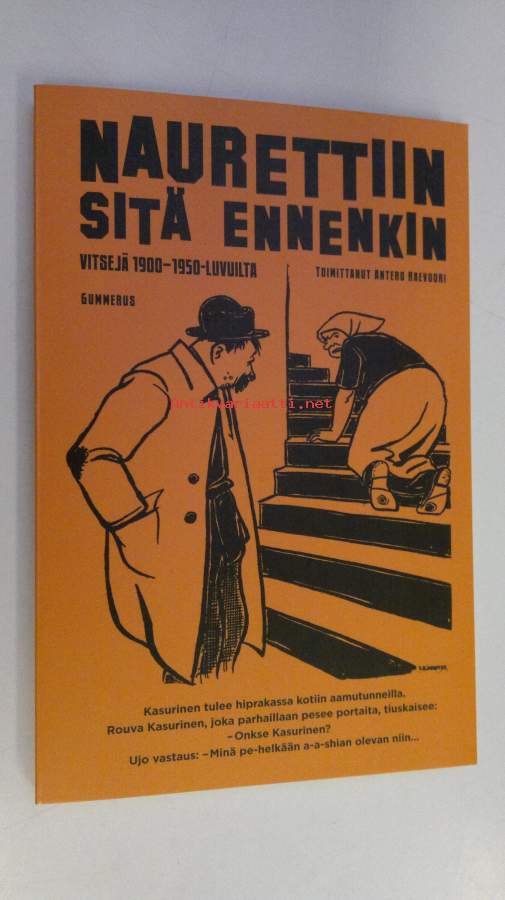 NAURETTIIN
SITÄ ENNENKIN
VITSEJÄ 1900–1950-LUVUILTA
TOIMITTANUT ANTERO RAEVUORI
GUMMERUS
Antikvariaatti.net
Kasurinen tulee hiprakassa kotiin aamutunneilla.
Rouva Kasurinen, joka parhaillaan pesee portaita, tiuskaisee:
– Onkse Kasurinen?
Ujo vastaus: – Minä pe-helkään a-a-shian olevan niin...